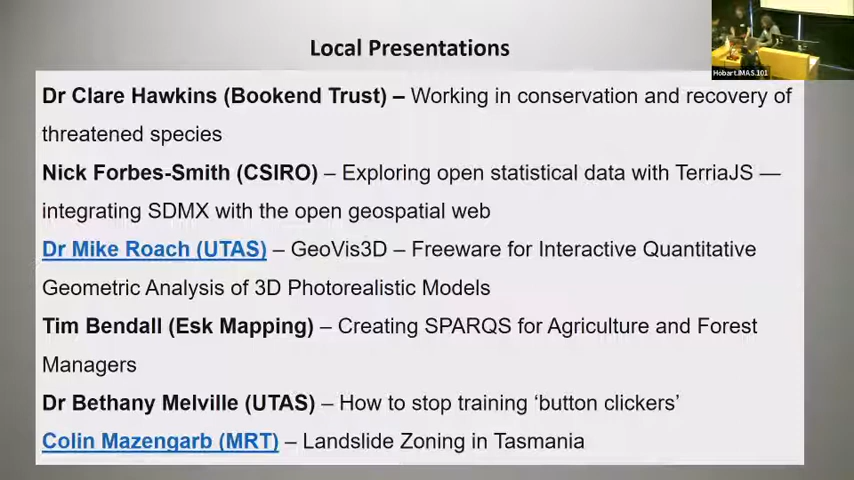 Local Presentations
Hobart.IMAS.101
Dr Clare Hawkins (Bookend Trust) – Working in conservation and recovery of
threatened species
Nick Forbes-Smith (CSIRO) – Exploring open statistical data with TerriaJS —
integrating SDMX with the open geospatial web
Dr Mike Roach (UTAS) – GeoVis3D – Freeware for Interactive Quantitative
Geometric Analysis of 3D Photorealistic Models
Tim Bendall (Esk Mapping) – Creating SPARQS for Agriculture and Forest
Managers
Dr Bethany Melville (UTAS) – How to stop training ‘button clickers’
Colin Mazengarb (MRT) – Landslide Zoning in Tasmania